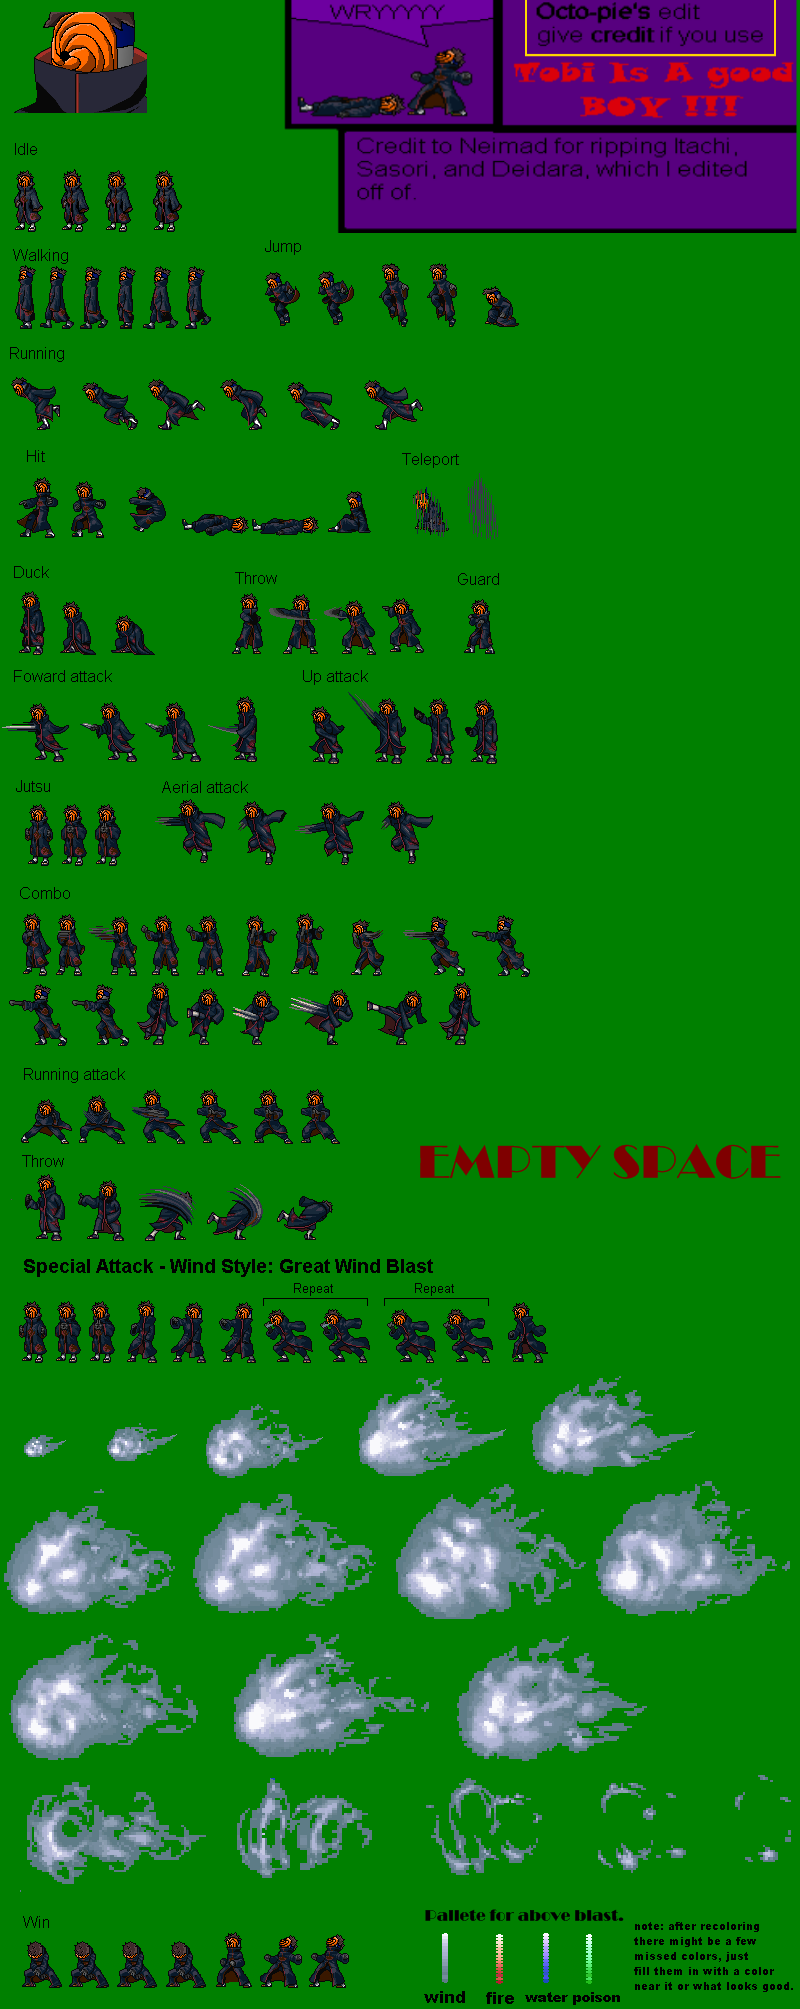 WRYYYYY
Octo-pie's edit
give credit if you use
Tobi Is A good
BOY !!!
Credit to Neimad for ripping Itachi,
Sasori, and Deidara, which I edited
off of.
Idle
Walking
Jump
Running
Hit
Teleport
Duck
Throw
Guard
Foward attack
Up attack
Jutsu
Aerial attack
Combo
Running attack
EMPTY SPACE
Throw
Special Attack - Wind Style: Great Wind Blast
Repeat
Repeat
Win
Pallete for above blast.
wind
fire
water
poison
note: after recoloring
there might be a few
missed colors, just
fill them in with a color
near it or what looks good.